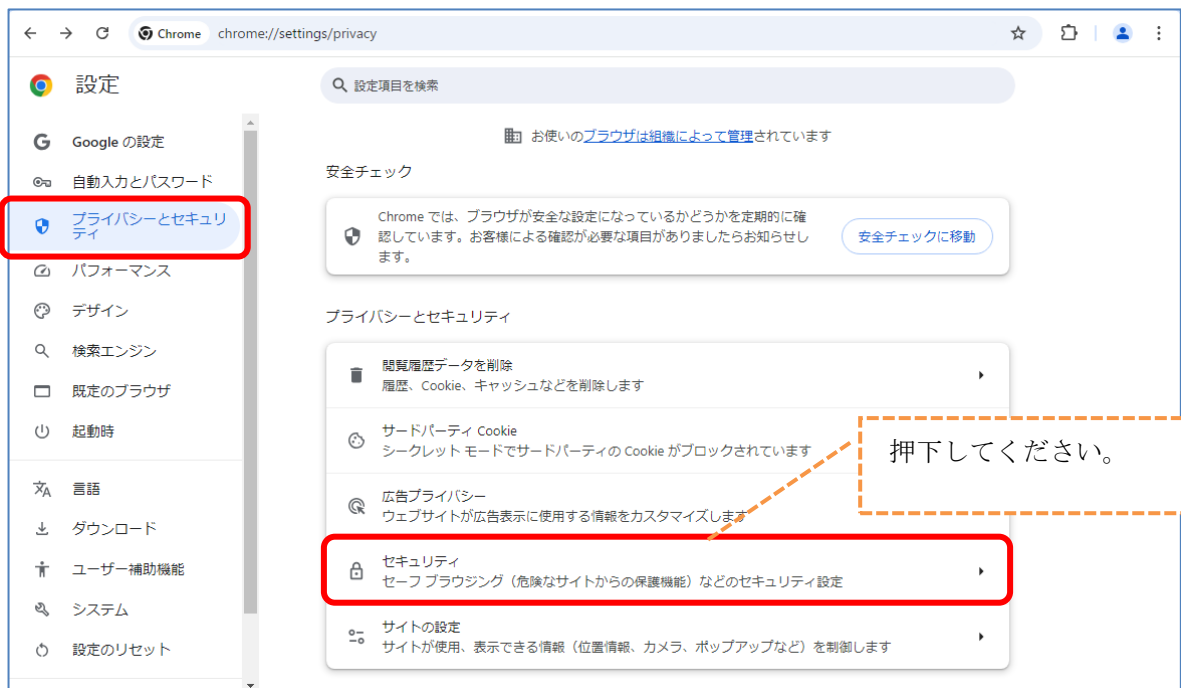 Chrome chrome://settings/privacy
設定
設定項目を検索
Google の設定
自動入力とパスワード
プライバシーとセキュリ
ティ
パフォーマンス
デザイン
検索エンジン
既定のブラウザ
起動時
言語
ダウンロード
ユーザー補助機能
システム
設定のリセット
お使いのブラウザは組織によって管理されています
安全チェック
Chrome では、ブラウザが安全な設定になっているかどうかを定期的に確
認しています。お客様による確認が必要な項目がありましたらお知らせし
ます。
安全チェックに移動
プライバシーとセキュリティ
閲覧履歴データを削除
履歴、Cookie、キャッシュなどを削除します
サードパーティ Cookie
シークレット モードでサードパーティの Cookie がブロックされています
広告プライバシー
ウェブサイトが広告表示に使用する情報をカスタマイズします
押下してください。
セキュリティ
セーフ ブラウジング（危険なサイトからの保護機能）などのセキュリティ設定
サイトの設定
サイトが使用、表示できる情報（位置情報、カメラ、ポップアップなど）を制御します